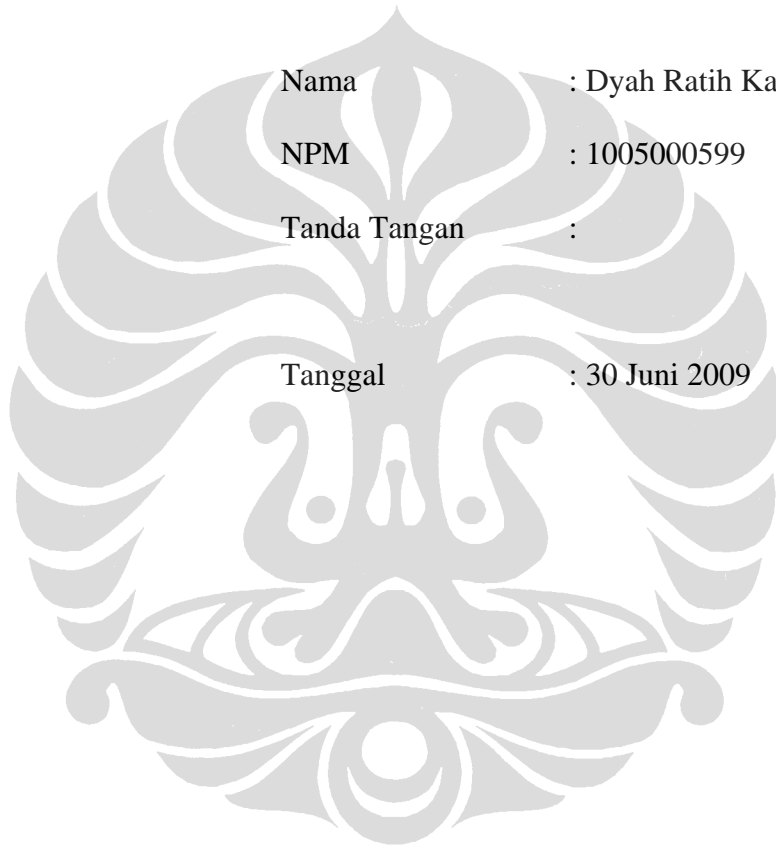 Nama : Dyah Ratih Ka
NPM : 1005000599
Tanda Tangan :
Tanggal : 30 Juni 2009